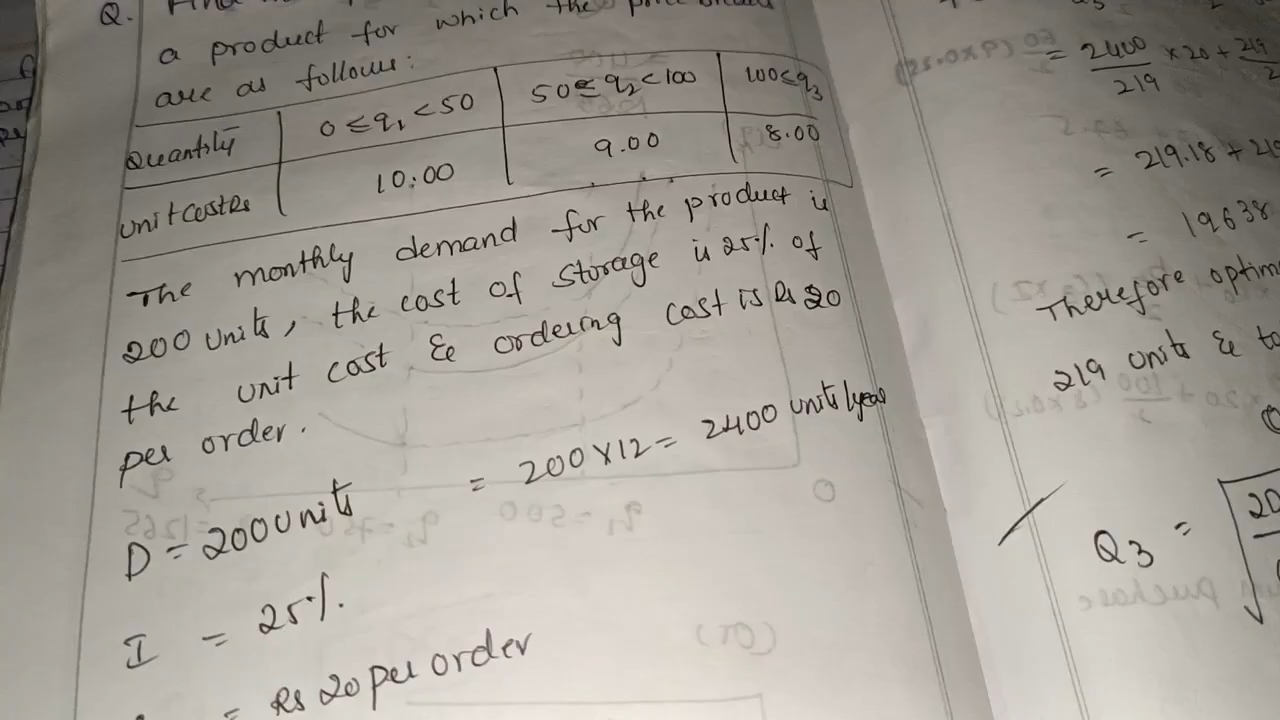 Q.
a product for which the
are as follows:
Quantity 0 ≤ q₁ < 50 50 ≤ q₂ < 100 100 ≤ q₃
unit cost Rs 10.00 9.00 8.00
The monthly demand for the product is
200 units, the cost of storage is 25% of
the unit cost & ordering cost is Rs 20
per order.
D = 200 units = 200 X 12 = 2400 units/year
I = 25%.
= Rs 20 per order
= 2400/219 × 20 + 219
= 219.18 +
= 19638
Therefore
219 units &
Q3 = √